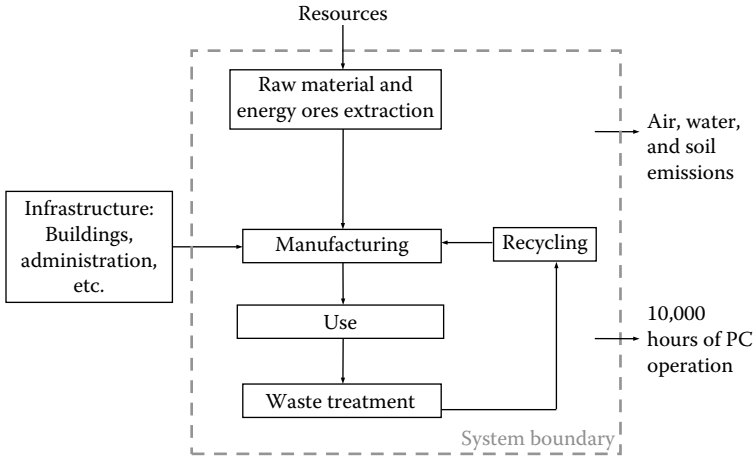 Resources
Raw material and
energy ores extraction
Air, water,
and soil
emissions
Infrastructure:
Buildings,
administration,
etc.
Manufacturing
Recycling
Use
10,000
hours of PC
operation
Waste treatment
System boundary